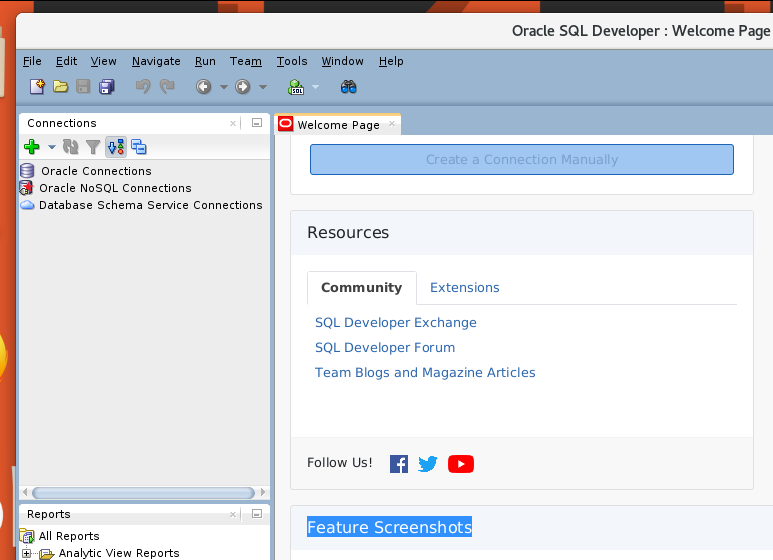 Oracle SQL Developer : Welcome Page
File Edit View Navigate Run Team Tools Window Help
SQL
Connections
Welcome Page
Oracle Connections
Oracle NoSQL Connections
Database Schema Service Connections
Create a Connection Manually
Resources
Community Extensions
SQL Developer Exchange
SQL Developer Forum
Team Blogs and Magazine Articles
Follow Us!
Feature Screenshots
Reports
All Reports
Analytic View Reports